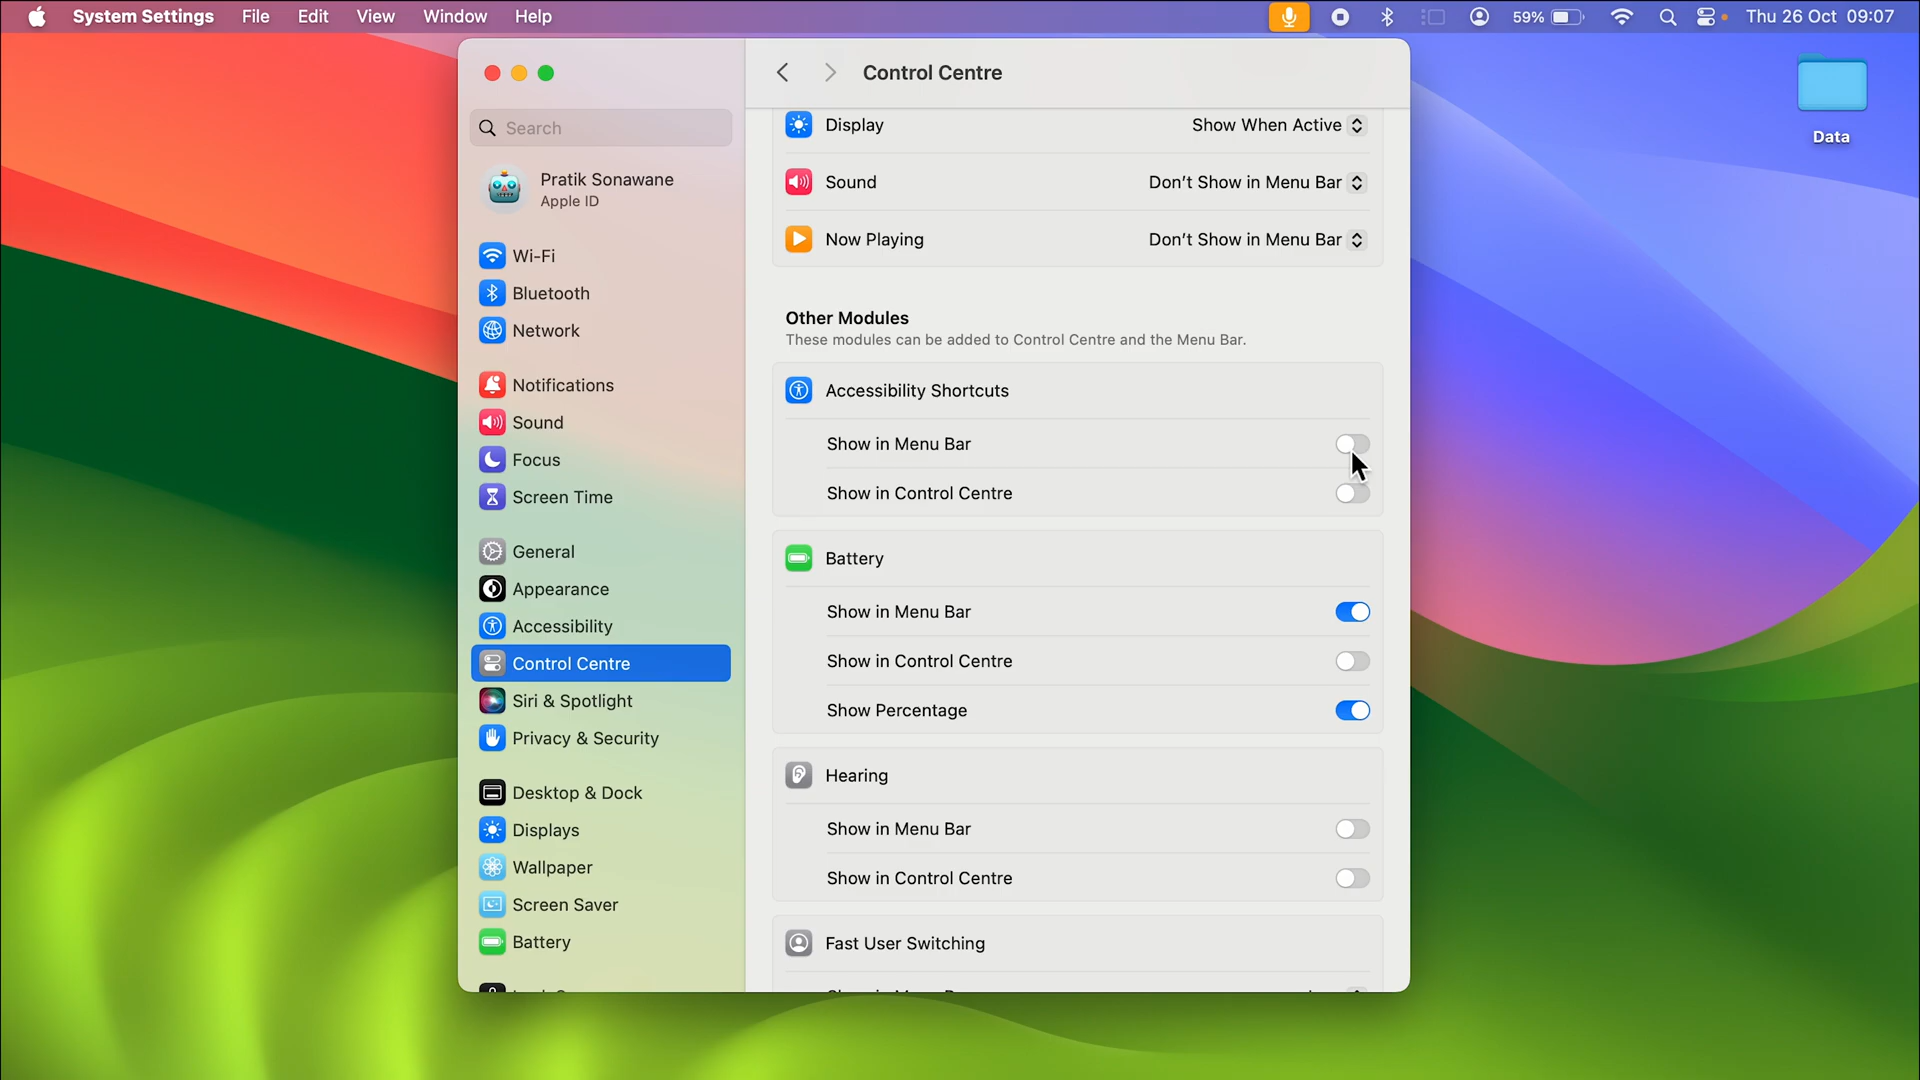 System Settings File Edit View Window Help 59% Thu 26 Oct 09:07
Control Centre
Data
Search
Pratik Sonawane
Apple ID
Wi-Fi
Bluetooth
Network
Notifications
Sound
Focus
Screen Time
General
Appearance
Accessibility
Control Centre
Siri & Spotlight
Privacy & Security
Desktop & Dock
Displays
Wallpaper
Screen Saver
Battery
Display Show When Active
Sound Don't Show in Menu Bar
Now Playing Don't Show in Menu Bar
Other Modules
These modules can be added to Control Centre and the Menu Bar.
Accessibility Shortcuts
Show in Menu Bar
Show in Control Centre
Battery
Show in Menu Bar
Show in Control Centre
Show Percentage
Hearing
Show in Menu Bar
Show in Control Centre
Fast User Switching